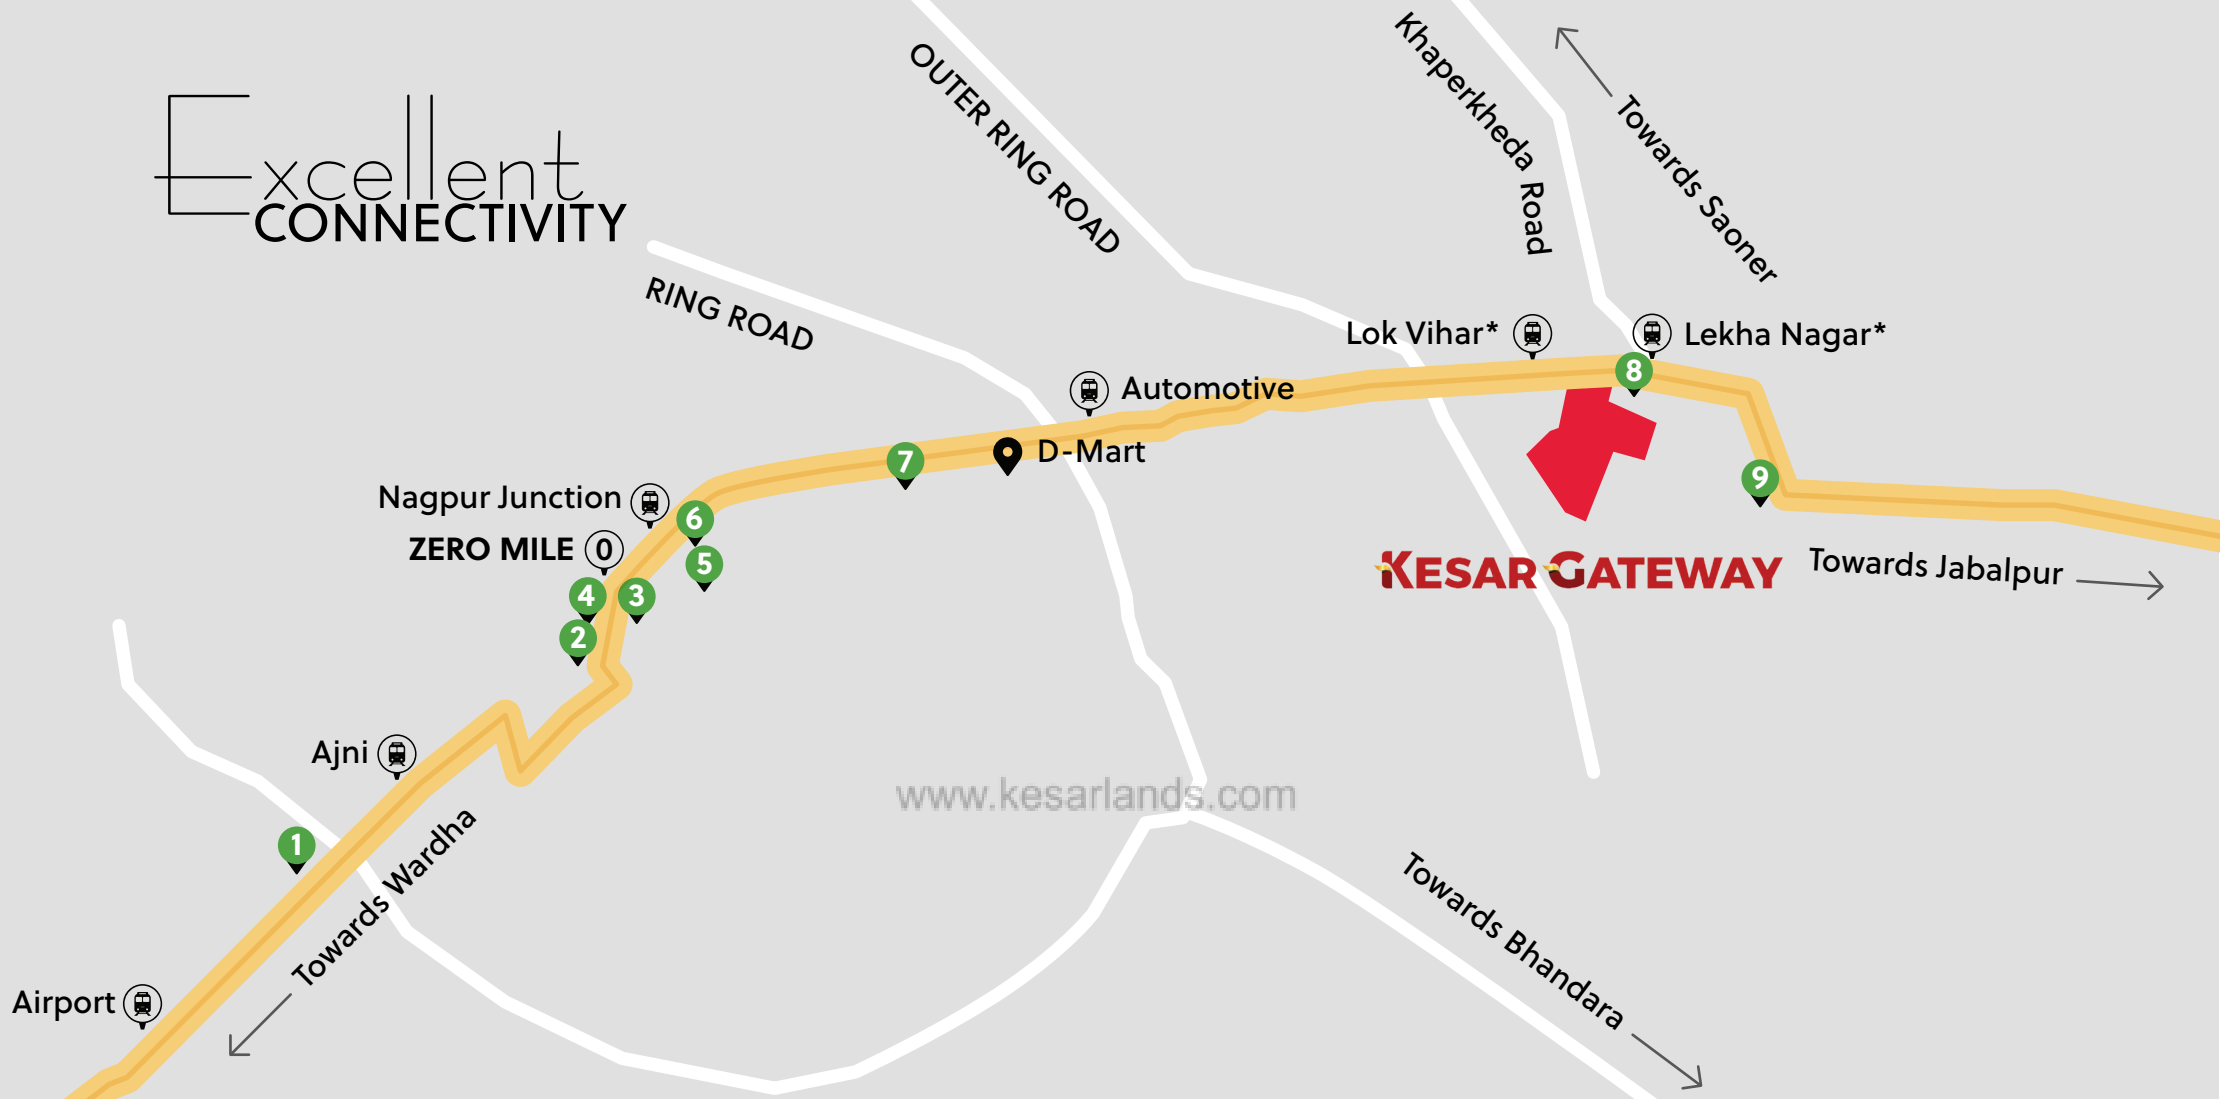 Excellent
CONNECTIVITY
OUTER RING ROAD
Khaperkheda Road
Towards Saoner
RING ROAD
Lok Vihar*
Lekha Nagar*
8
Automotive
D-Mart
7
9
Nagpur Junction
6
ZERO MILE 0
5
4
3
2
KESAR GATEWAY
Towards Jabalpur
Ajni
www.kesarlands.com
1
Towards Wardha
Towards Bhandara
Airport